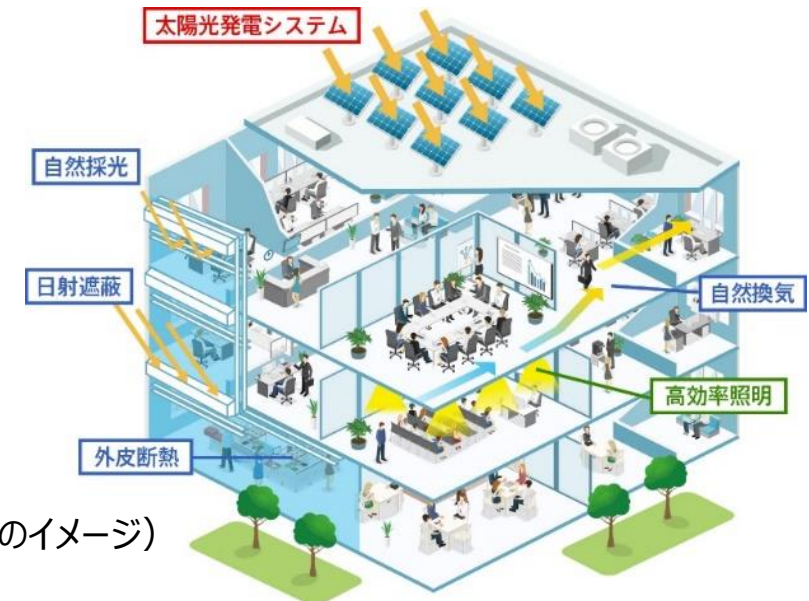 太陽光発電システム
自然採光
日射遮蔽
自然換気
高効率照明
外皮断熱
のイメージ）